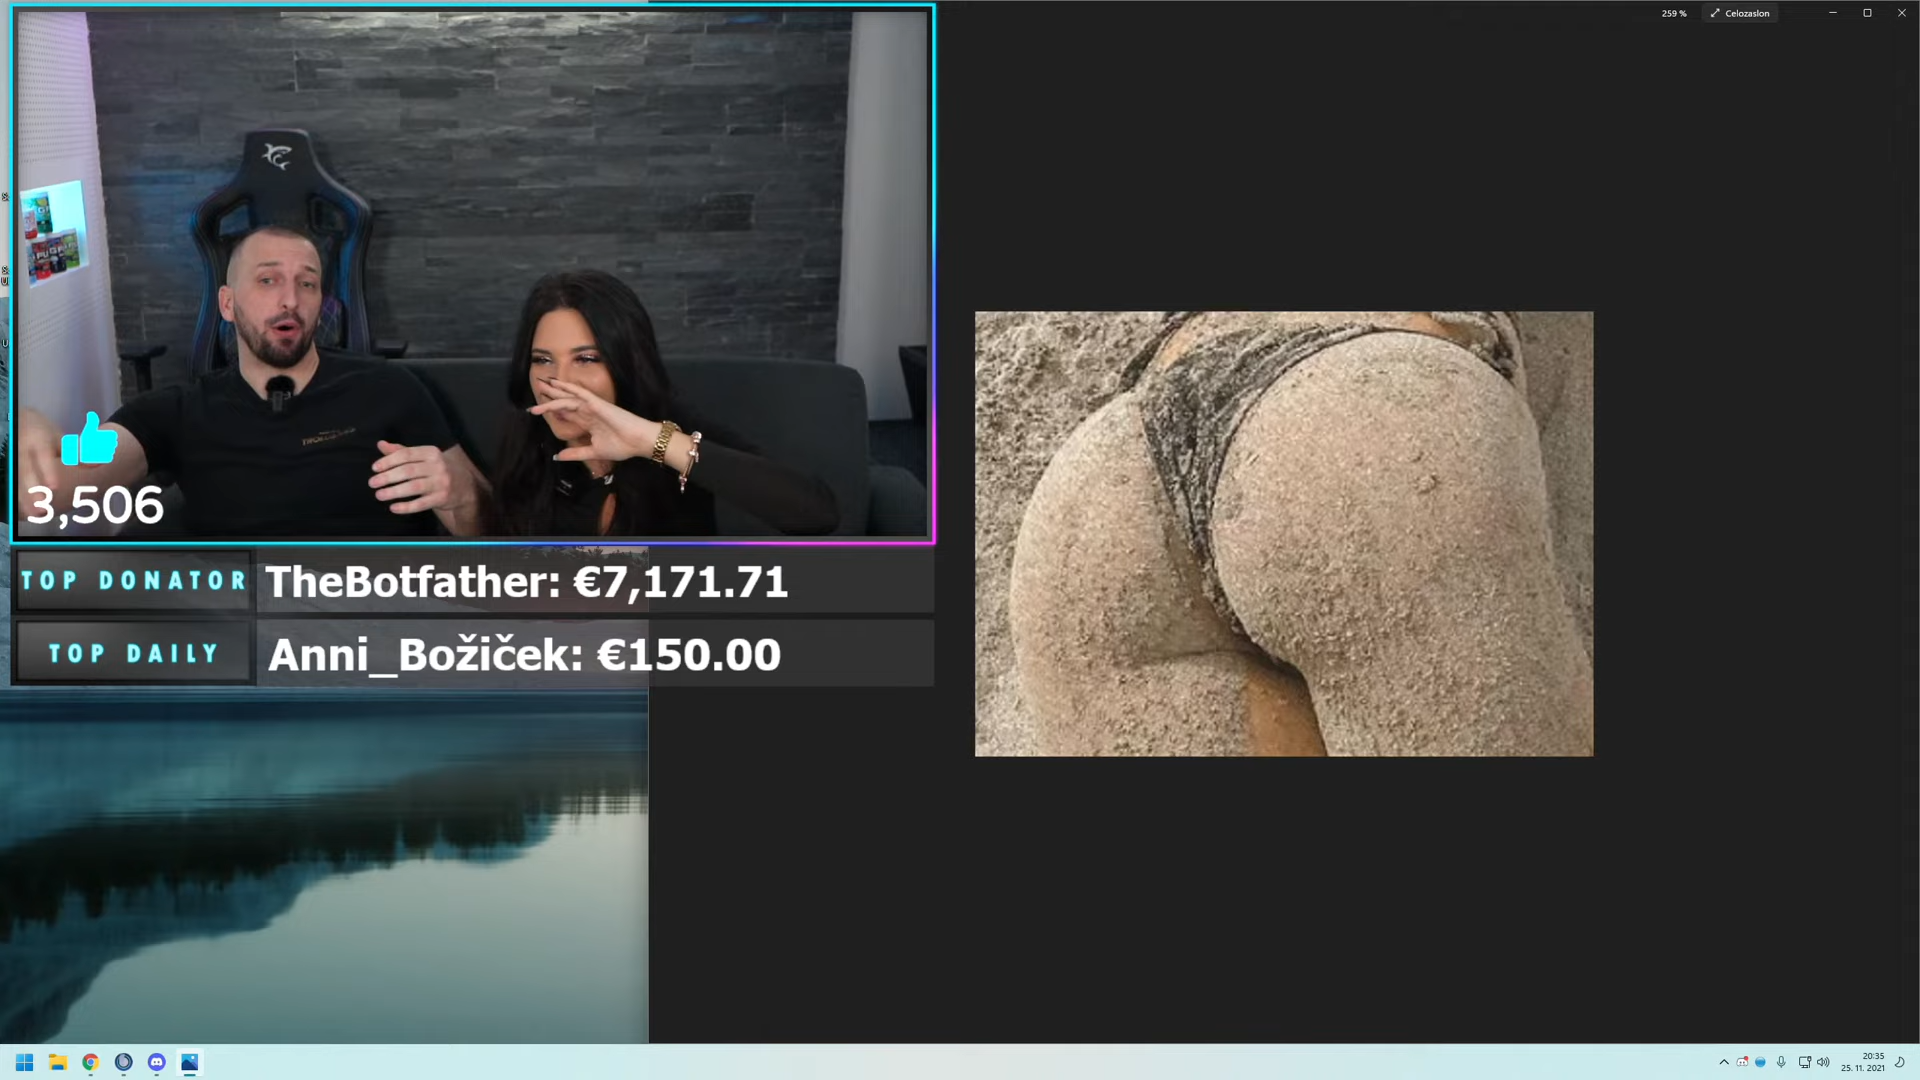 259 %
Celozaslon
3,506
TOP DONATOR
TheBotfather: €7,171.71
TOP DAILY
Anni_Božiček: €150.00
20:35
25. 11. 2021